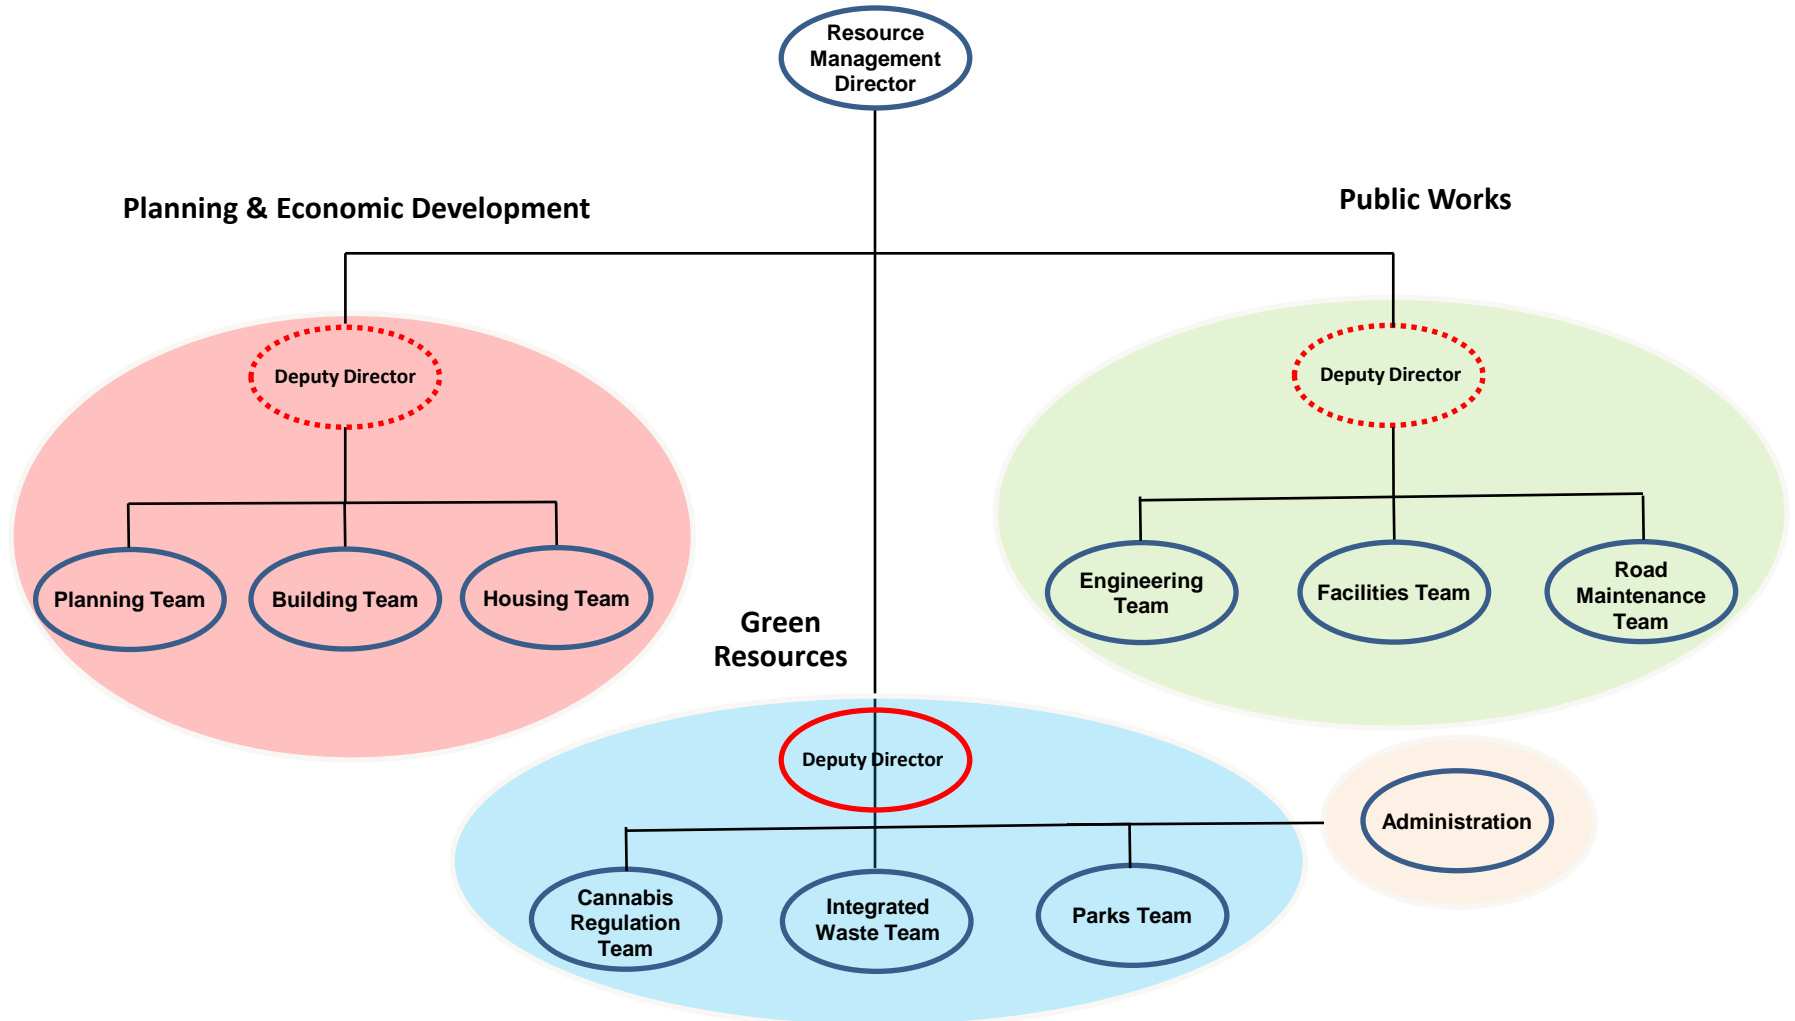 Resource
Management
Director
Planning & Economic Development
Public Works
Deputy Director
Deputy Director
Planning Team
Building Team
Housing Team
Engineering
Team
Facilities Team
Road
Maintenance
Team
Green
Resources
Deputy Director
Administration
Cannabis
Regulation
Team
Integrated
Waste Team
Parks Team